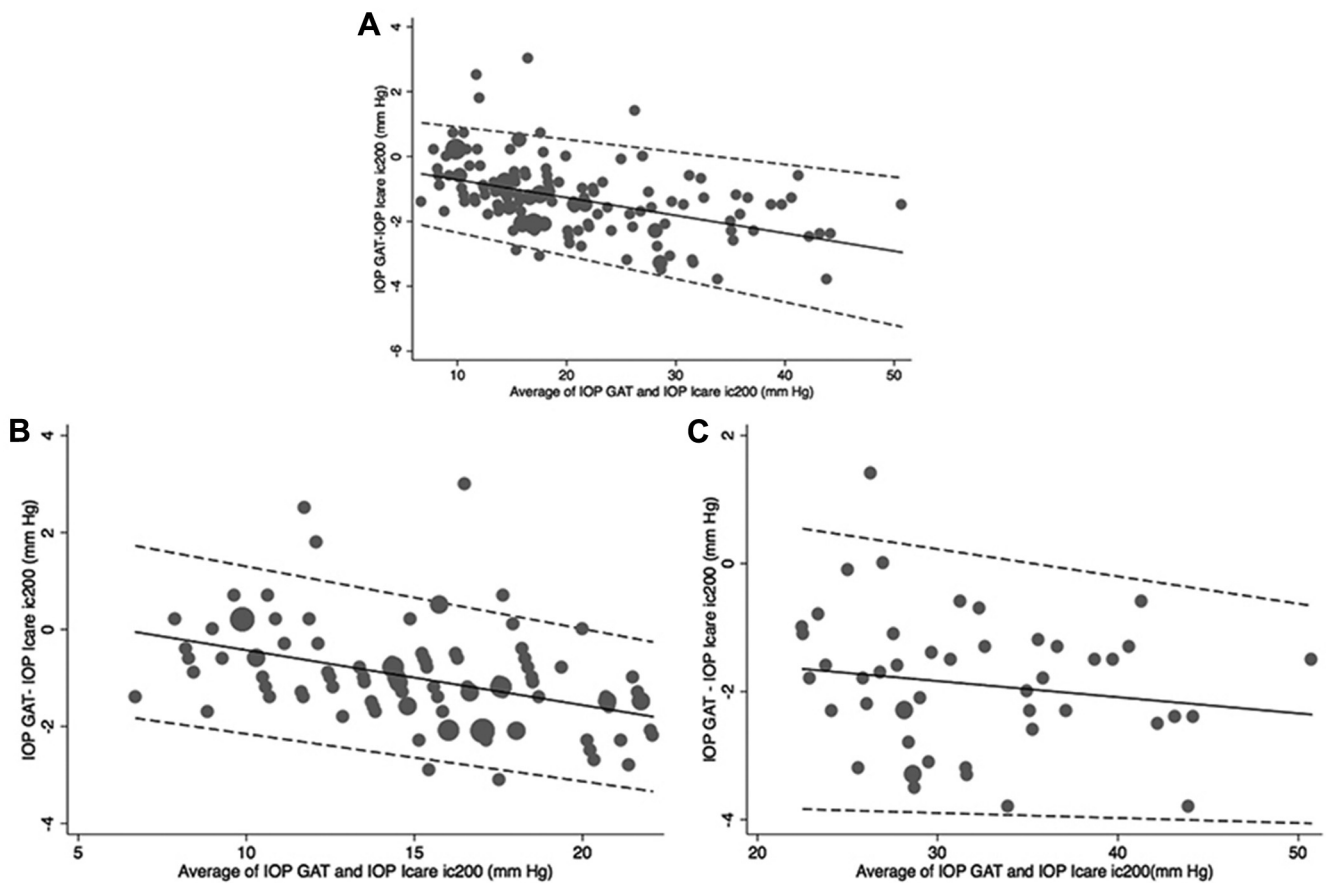 A
4
2
0
-2
-4
-6
IOP GAT-IOP Icare ic200 (mm Hg)
10 20 30 40 50
Average of IOP GAT and IOP Icare ic200 (mm Hg)
B
4
2
0
-2
-4
IOP GAT- IOP Icare ic200 (mm Hg)
5 10 15 20
Average of IOP GAT and IOP Icare ic200 (mm Hg)
C
2
0
-2
-4
IOP GAT - IOP Icare ic200 (mm Hg)
20 30 40 50
Average of IOP GAT and IOP Icare ic200(mm Hg)